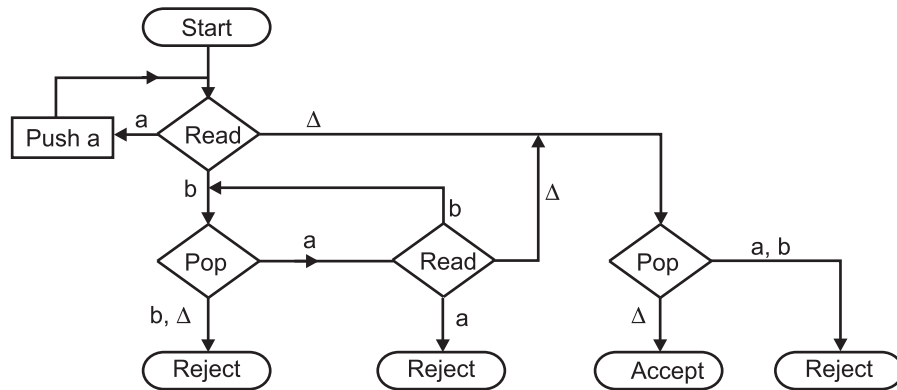 Start
a
Δ
Push a
Read
b
b
Δ
a
a, b
Pop
Read
Pop
b, Δ
a
Δ
Reject
Reject
Accept
Reject